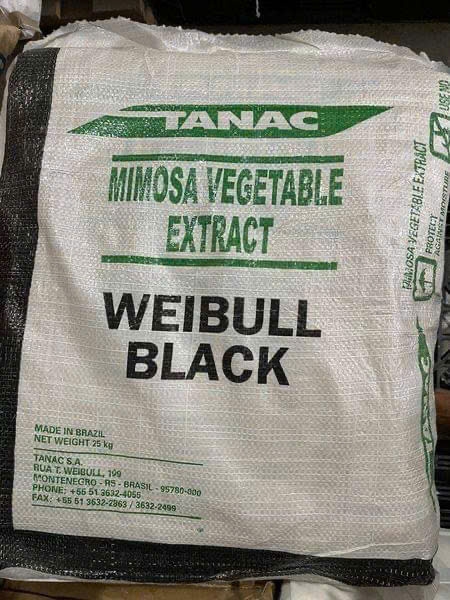 TANAC
MIMOSA VEGETABLE
EXTRACT
WEIBULL
BLACK
MADE IN BRAZIL
NET WEIGHT 25 kg
TANAC S.A.
RUA T. WEIBULL, 199
MONTENEGRO - RS - BRASIL - 95780-000
PHONE: +55 51 3632-4055
FAX: +55 51 3632-2863 / 3632-2499
MIMOSA VEGETABLE EXTRACT
PROTECT
AGAINST MOISTURE
USE NO
TANAC